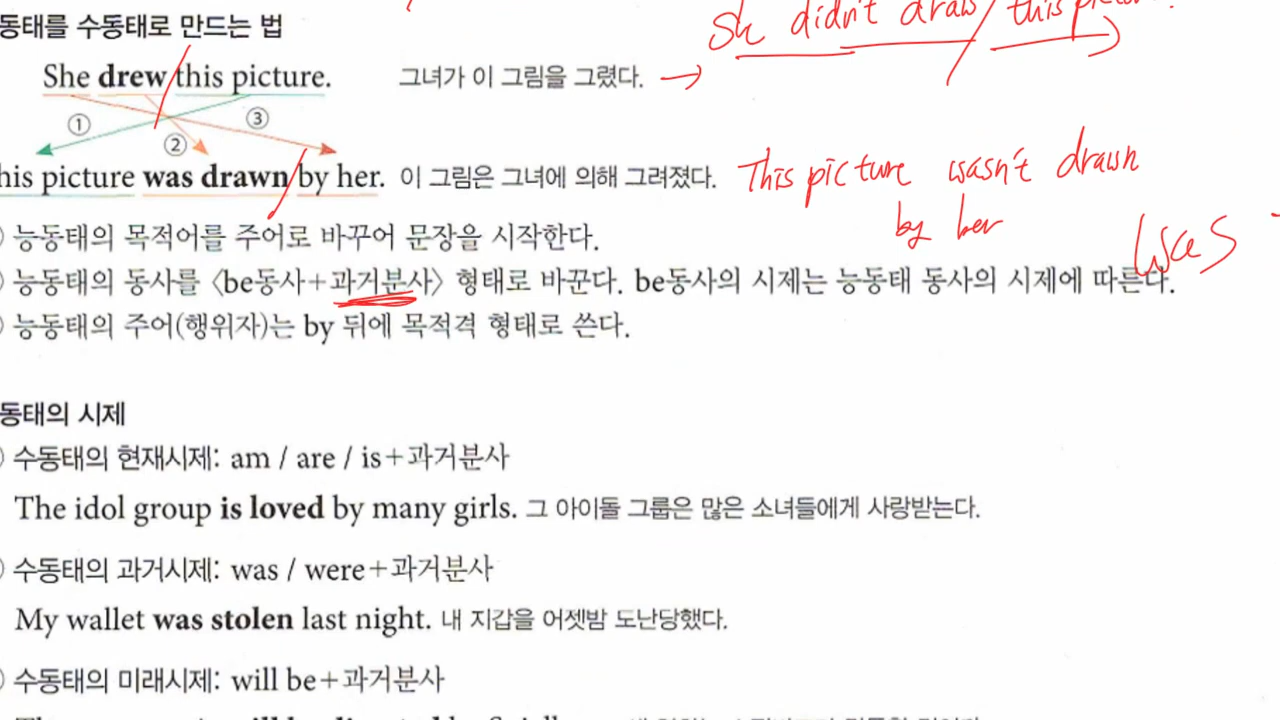 She didn't draw / this picture.
동태를 수동태로 만드는 법
She drew this picture. 그녀가 이 그림을 그렸다. →
① ② ③
his picture was drawn by her. 이 그림은 그녀에 의해 그려졌다. This picture wasn't drawn
by her
능동태의 목적어를 주어로 바꾸어 문장을 시작한다.
능동태의 동사를 〈be동사+과거분사〉 형태로 바꾼다. be동사의 시제는 능동태 동사의 시제에 따른다.
능동태의 주어(행위자)는 by 뒤에 목적격 형태로 쓴다.
동태의 시제
수동태의 현재시제: am / are / is+과거분사
The idol group is loved by many girls. 그 아이돌 그룹은 많은 소녀들에게 사랑받는다.
수동태의 과거시제: was / were+과거분사
My wallet was stolen last night. 내 지갑을 어젯밤 도난당했다.
수동태의 미래시제: will be+과거분사